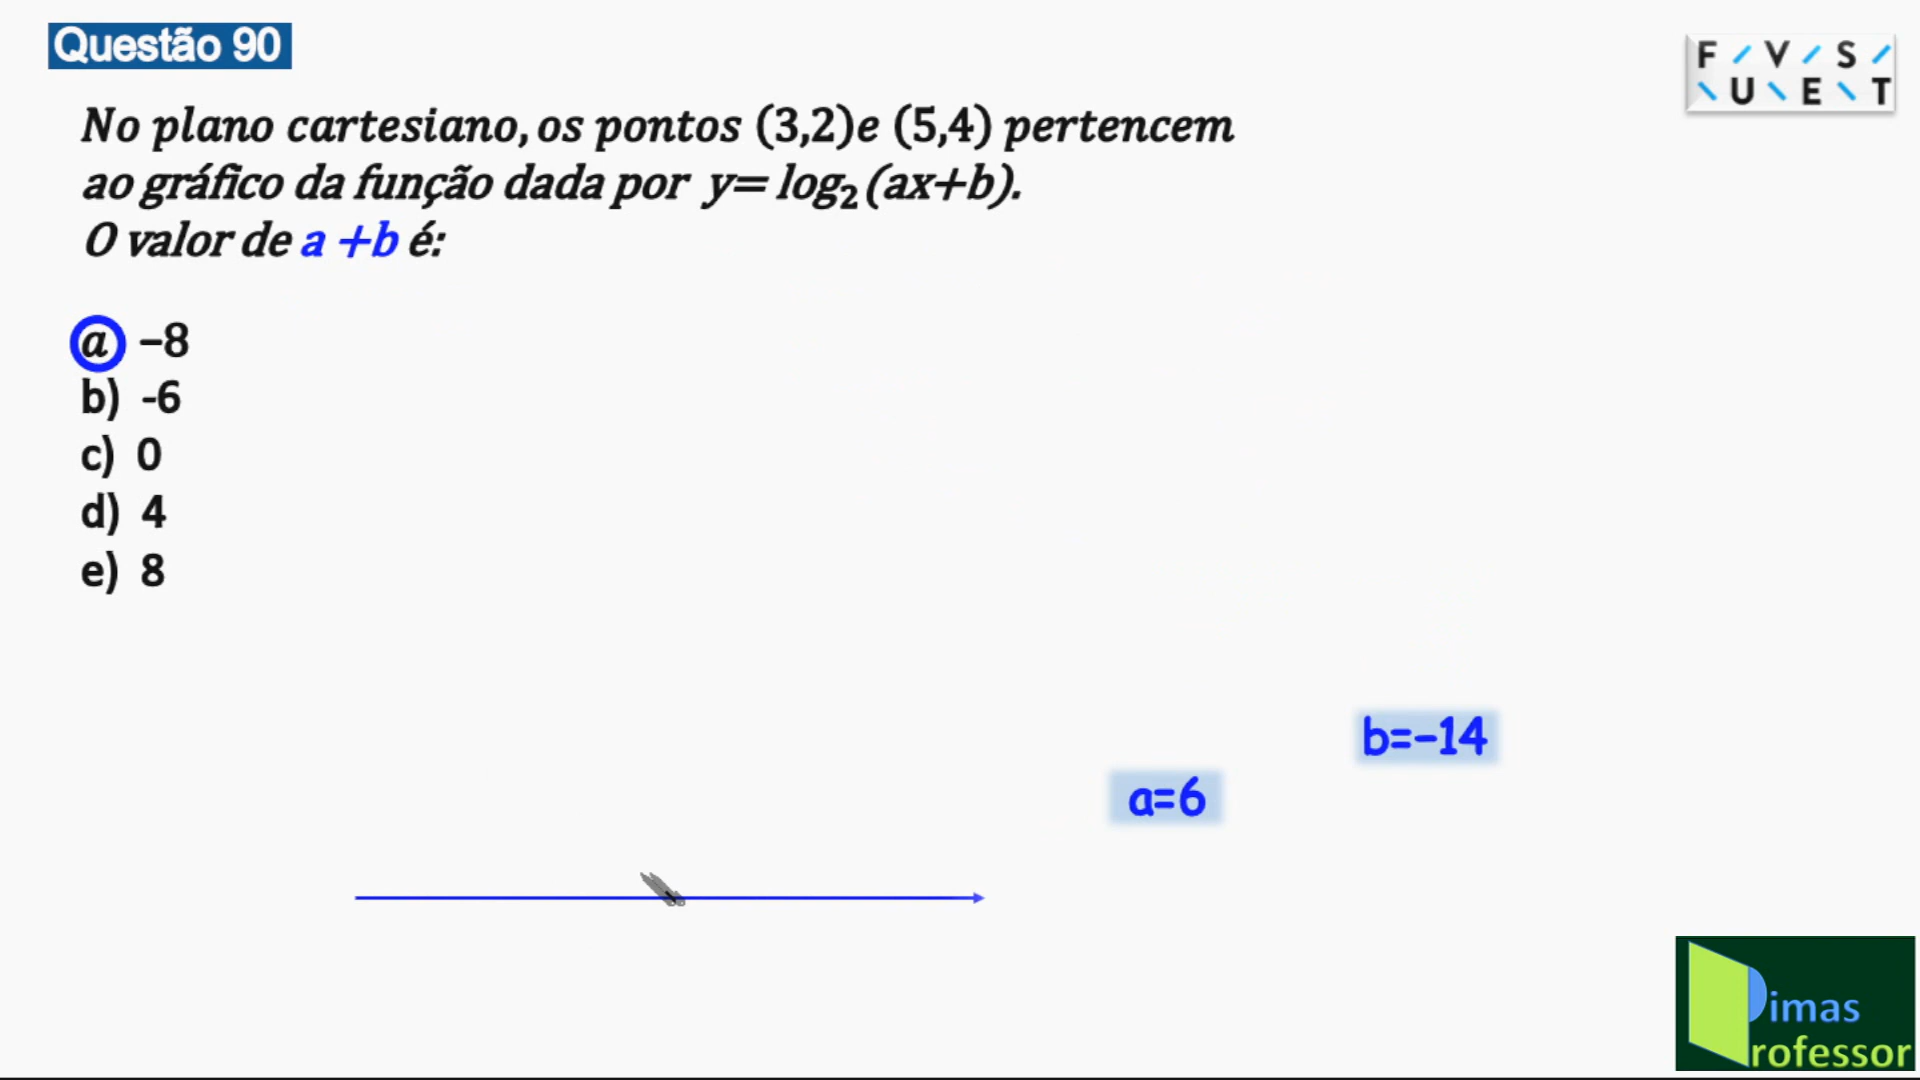 Questão 90
F V S
U E T
No plano cartesiano, os pontos (3,2)e (5,4) pertencem
ao gráfico da função dada por y= log₂(ax+b).
O valor de a +b é:
a –8
b) -6
c) 0
d) 4
e) 8
b=–14
a=6
Dimas
rofessor